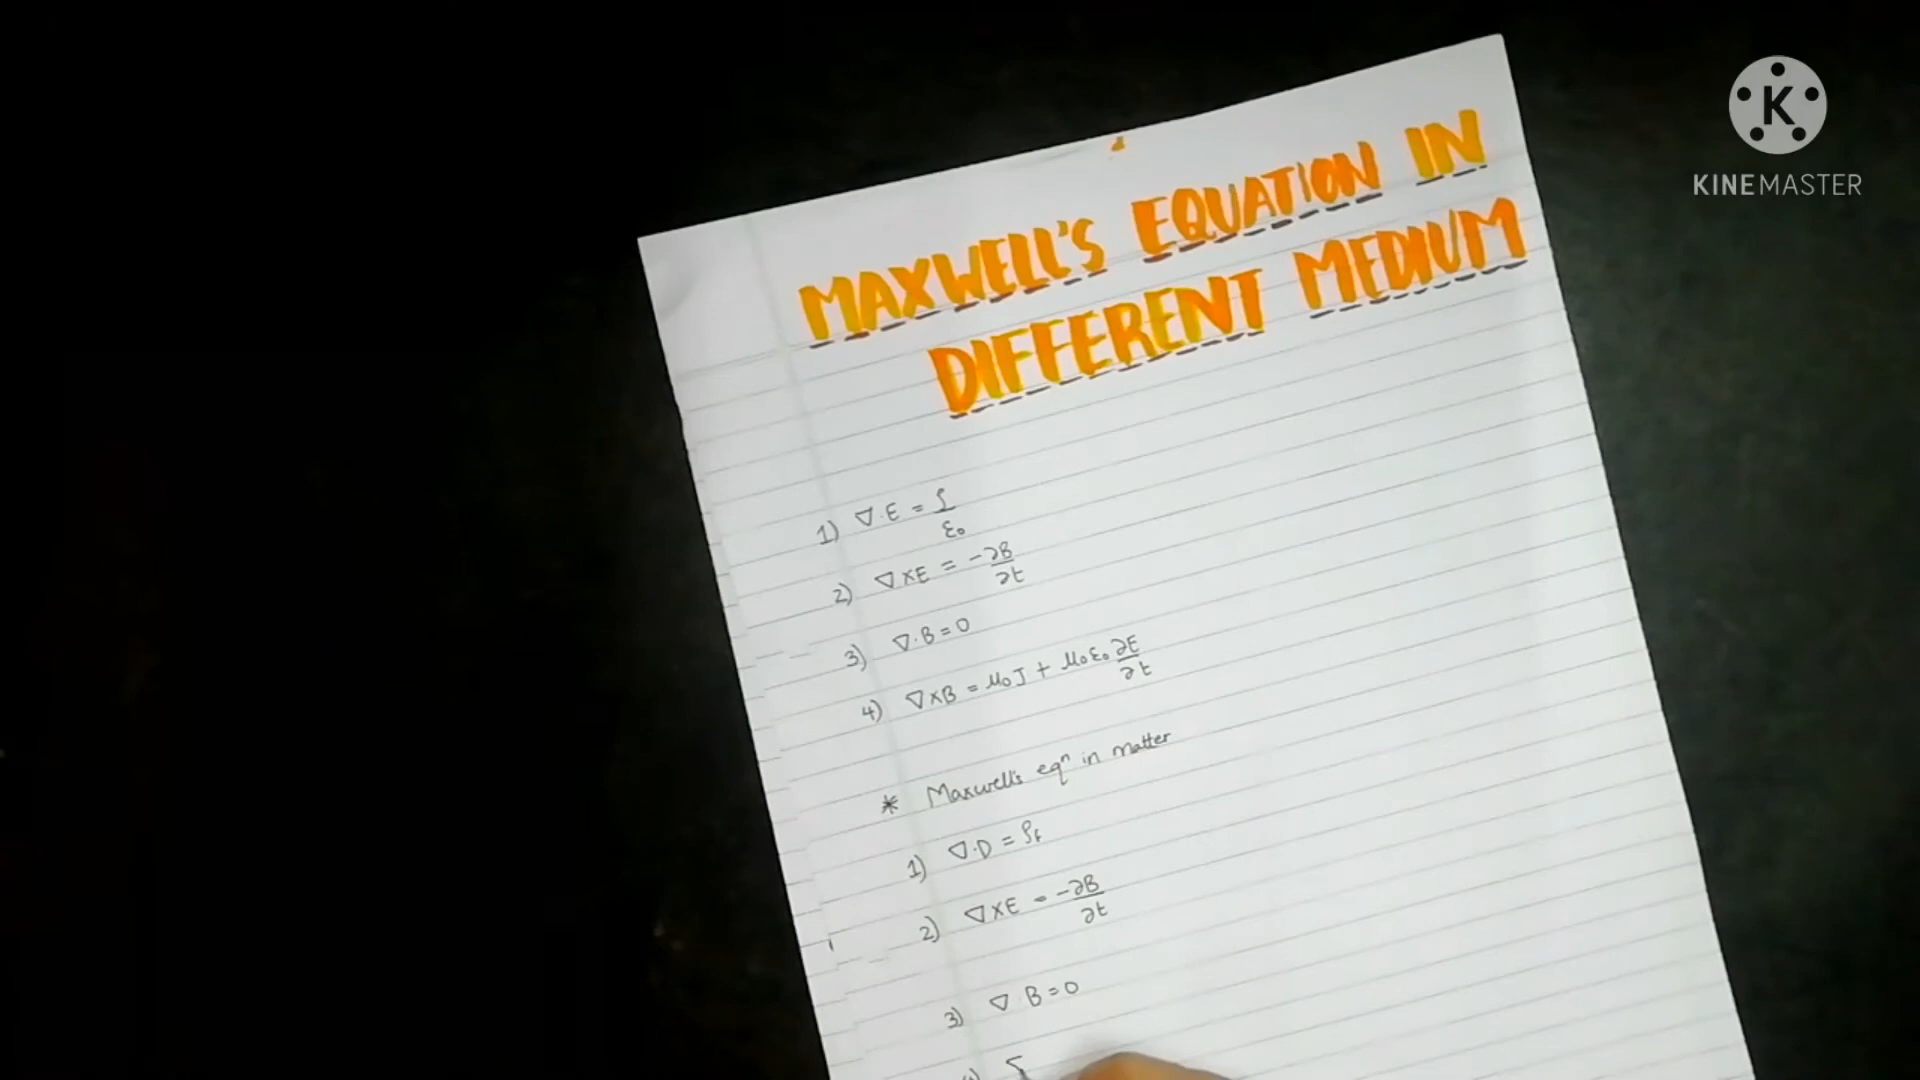 MAXWELL'S EQUATION IN
DIFFERENT MEDIUM
1) ∇·E = ρ/ε₀
2) ∇×E = -∂B/∂t
3) ∇·B = 0
4) ∇×B = μ₀J + μ₀ε₀ ∂E/∂t
* Maxwell's eqⁿ in matter
1) ∇·D = ρf
2) ∇×E = -∂B/∂t
3) ∇ B = 0
K
KINEMASTER